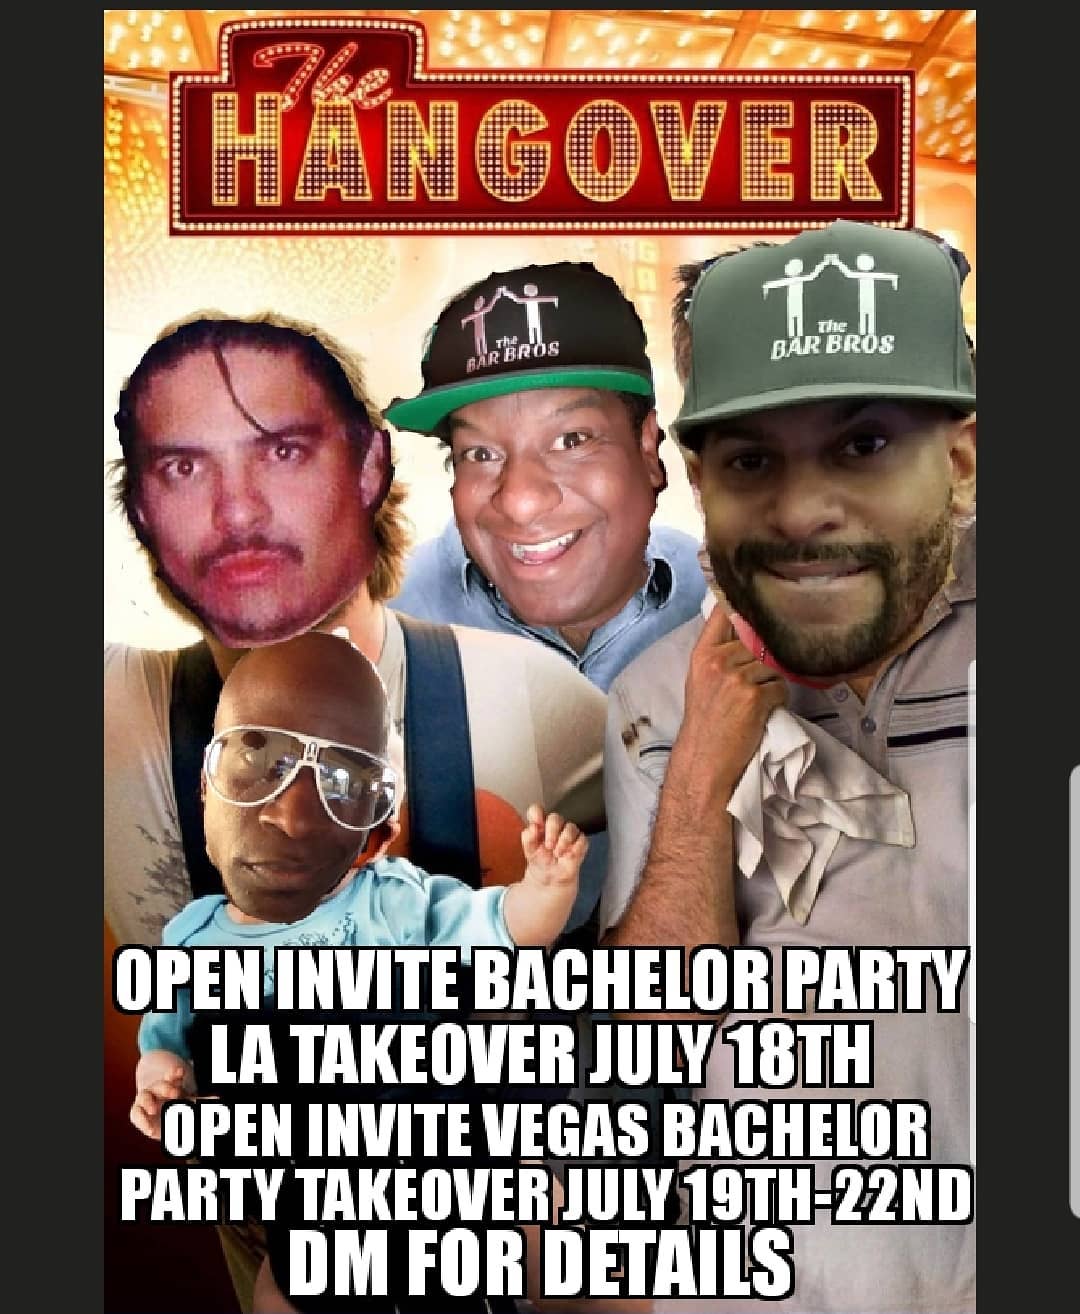 The
HANGOVER
The
BAR BROS
The
BAR BROS
OPEN INVITE BACHELOR PARTY
LA TAKEOVER JULY 18TH
OPEN INVITE VEGAS BACHELOR
PARTY TAKEOVER JULY 19TH-22ND
DM FOR DETAILS